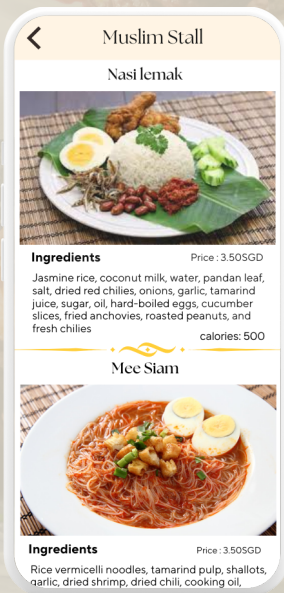 Muslim Stall
Nasi lemak
Ingredients
Price : 3.50SGD
Jasmine rice, coconut milk, water, pandan leaf,
salt, dried red chilies, onions, garlic, tamarind
juice, sugar, oil, hard-boiled eggs, cucumber
slices, fried anchovies, roasted peanuts, and
fresh chilies
calories: 500
Mee Siam
Ingredients
Price : 3.50SGD
Rice vermicelli noodles, tamarind pulp, shallots,
garlic, dried shrimp, dried chili, cooking oil,